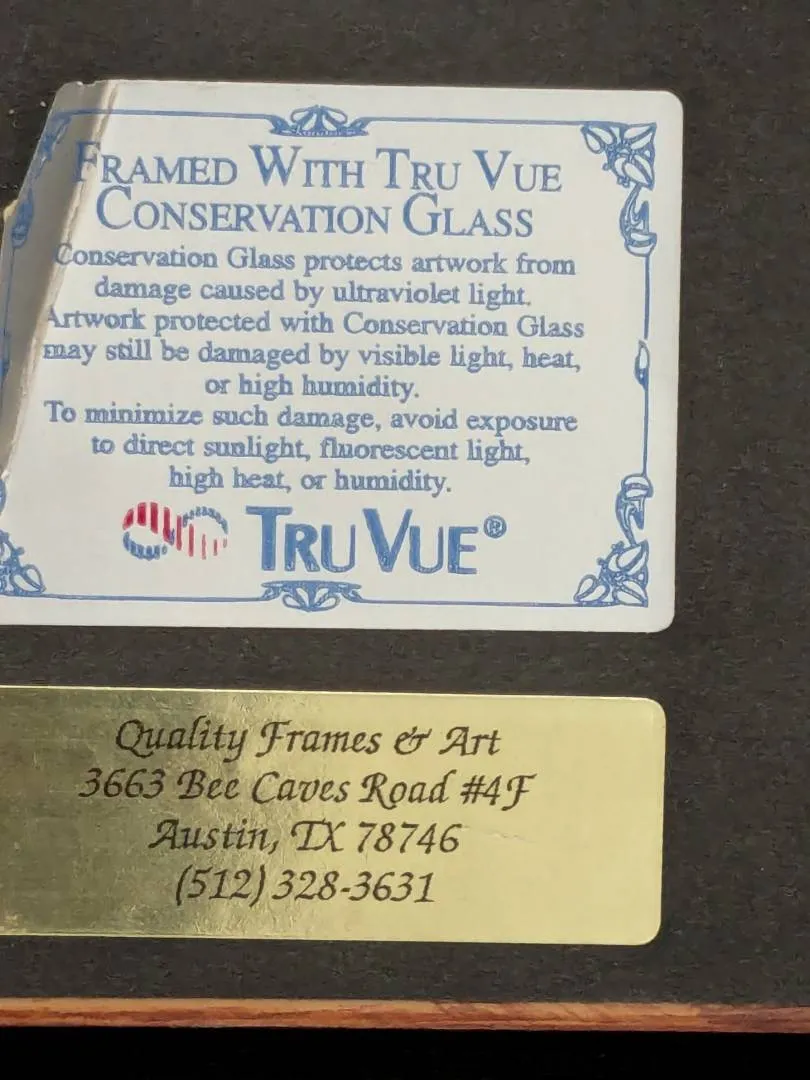 FRAMED WITH TRU VUE
CONSERVATION GLASS
Conservation Glass protects artwork from
damage caused by ultraviolet light.
Artwork protected with Conservation Glass
may still be damaged by visible light, heat,
or high humidity.
To minimize such damage, avoid exposure
to direct sunlight, fluorescent light,
high heat, or humidity.
TRU VUE®
Quality Frames & Art
3663 Bee Caves Road #4F
Austin, TX 78746
(512) 328-3631